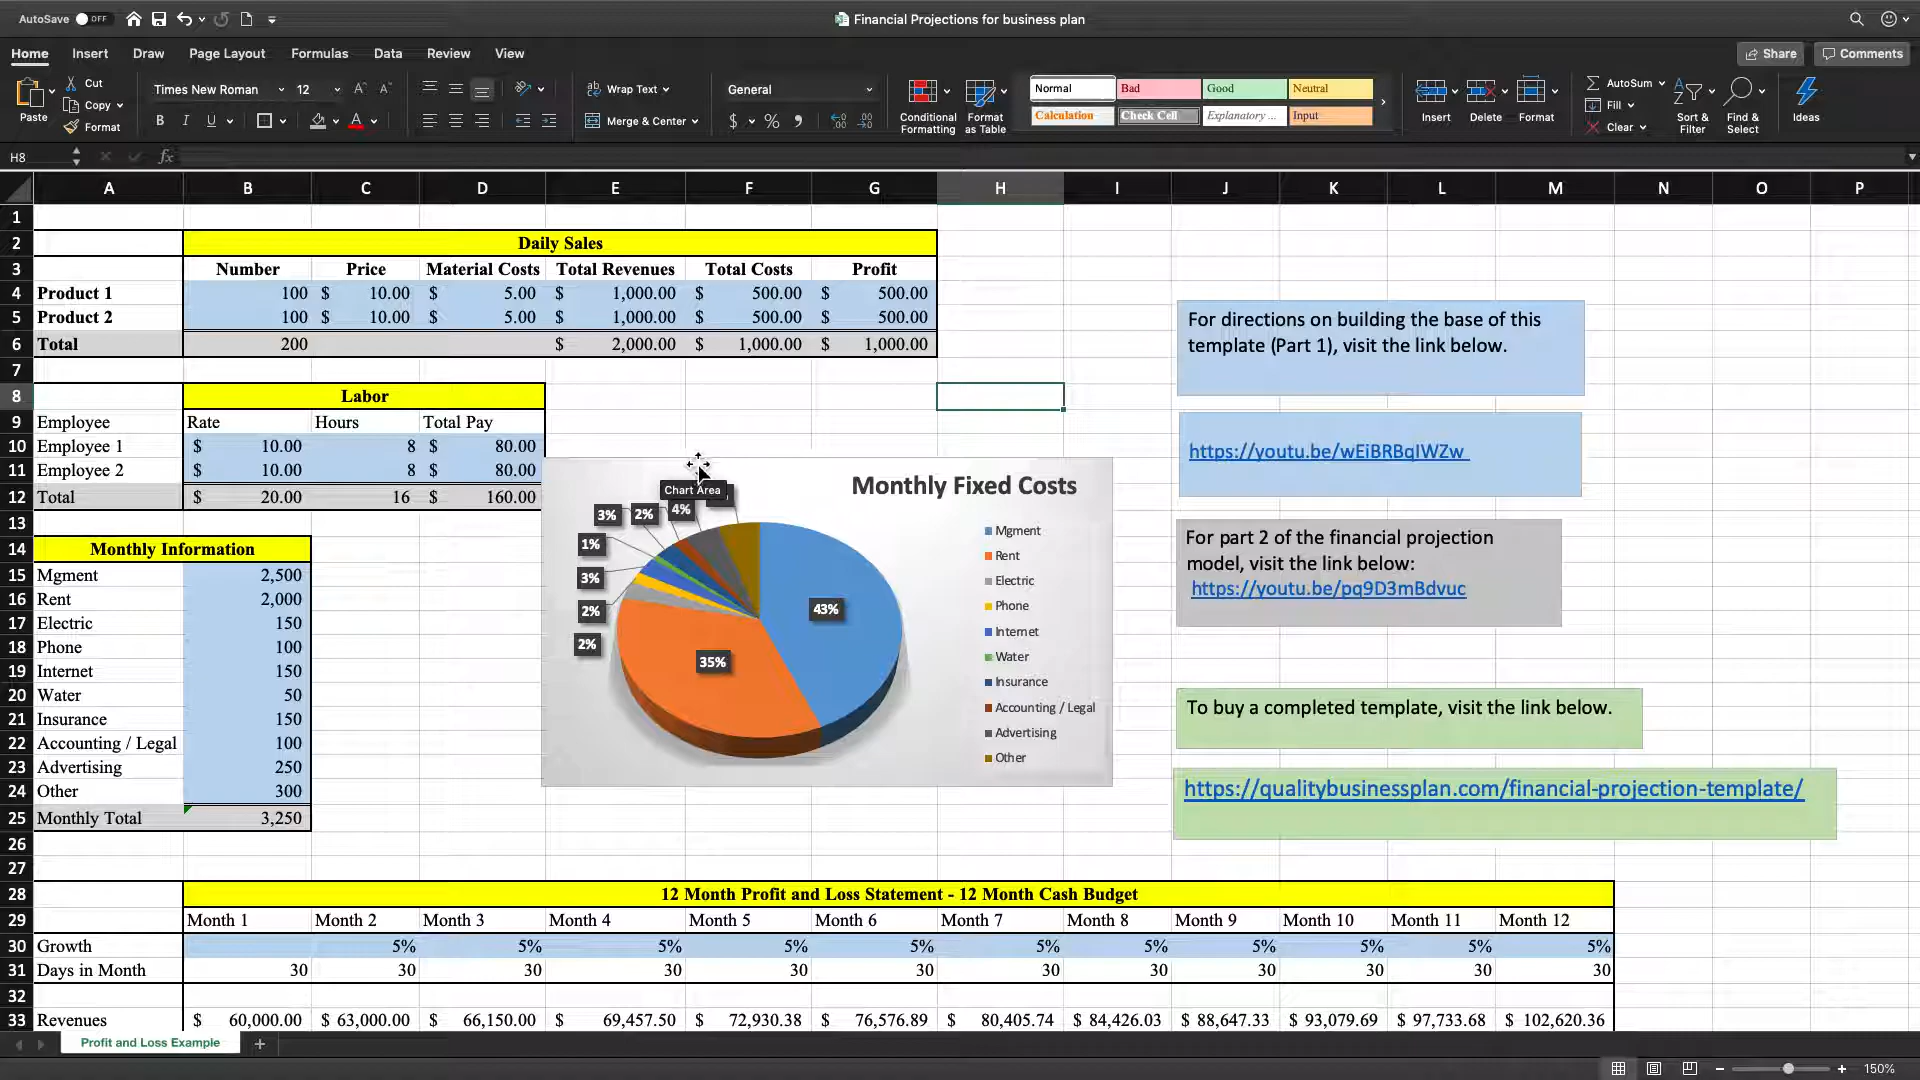 AutoSave OFF
Financial Projections for business plan
Home Insert Draw Page Layout Formulas Data Review View
Share Comments
Paste
Cut
Copy
Format
Times New Roman 12
B I U
Wrap Text
Merge & Center
General
$ % 
Conditional Formatting
Format as Table
Normal Bad Good Neutral
Calculation Check Cell Explanatory ... Input
Insert Delete Format
AutoSum
Fill
Clear
Sort & Filter
Find & Select
Ideas
H8 fx
A B C D E F G H I J K L M N O P
1
2 Daily Sales
3 Number Price Material Costs Total Revenues Total Costs Profit
4 Product 1 100 $ 10.00 $ 5.00 $ 1,000.00 $ 500.00 $ 500.00
5 Product 2 100 $ 10.00 $ 5.00 $ 1,000.00 $ 500.00 $ 500.00
6 Total 200 $ 2,000.00 $ 1,000.00 $ 1,000.00
7
8 Labor
9 Employee Rate Hours Total Pay
10 Employee 1 $ 10.00 8 $ 80.00
11 Employee 2 $ 10.00 8 $ 80.00
12 Total $ 20.00 16 $ 160.00
13
14 Monthly Information
15 Mgment 2,500
16 Rent 2,000
17 Electric 150
18 Phone 100
19 Internet 150
20 Water 50
21 Insurance 150
22 Accounting / Legal 100
23 Advertising 250
24 Other 300
25 Monthly Total 3,250
26
27
Monthly Fixed Costs
Chart Area
3% 2% 4%
1%
3%
2%
2%
43%
35%
Mgment
Rent
Electric
Phone
Internet
Water
Insurance
Accounting / Legal
Advertising
Other
For directions on building the base of this
template (Part 1), visit the link below.
https://youtu.be/wEiBRBqIWZw
For part 2 of the financial projection
model, visit the link below:
https://youtu.be/pq9D3mBdvuc
To buy a completed template, visit the link below.
https://qualitybusinessplan.com/financial-projection-template/
28 12 Month Profit and Loss Statement - 12 Month Cash Budget
29 Month 1 Month 2 Month 3 Month 4 Month 5 Month 6 Month 7 Month 8 Month 9 Month 10 Month 11 Month 12
30 Growth 5% 5% 5% 5% 5% 5% 5% 5% 5% 5% 5%
31 Days in Month 30 30 30 30 30 30 30 30 30 30 30 30
32
33 Revenues $ 60,000.00 $ 63,000.00 $ 66,150.00 $ 69,457.50 $ 72,930.38 $ 76,576.89 $ 80,405.74 $ 84,426.03 $ 88,647.33 $ 93,079.69 $ 97,733.68 $ 102,620.36
Profit and Loss Example +
150%